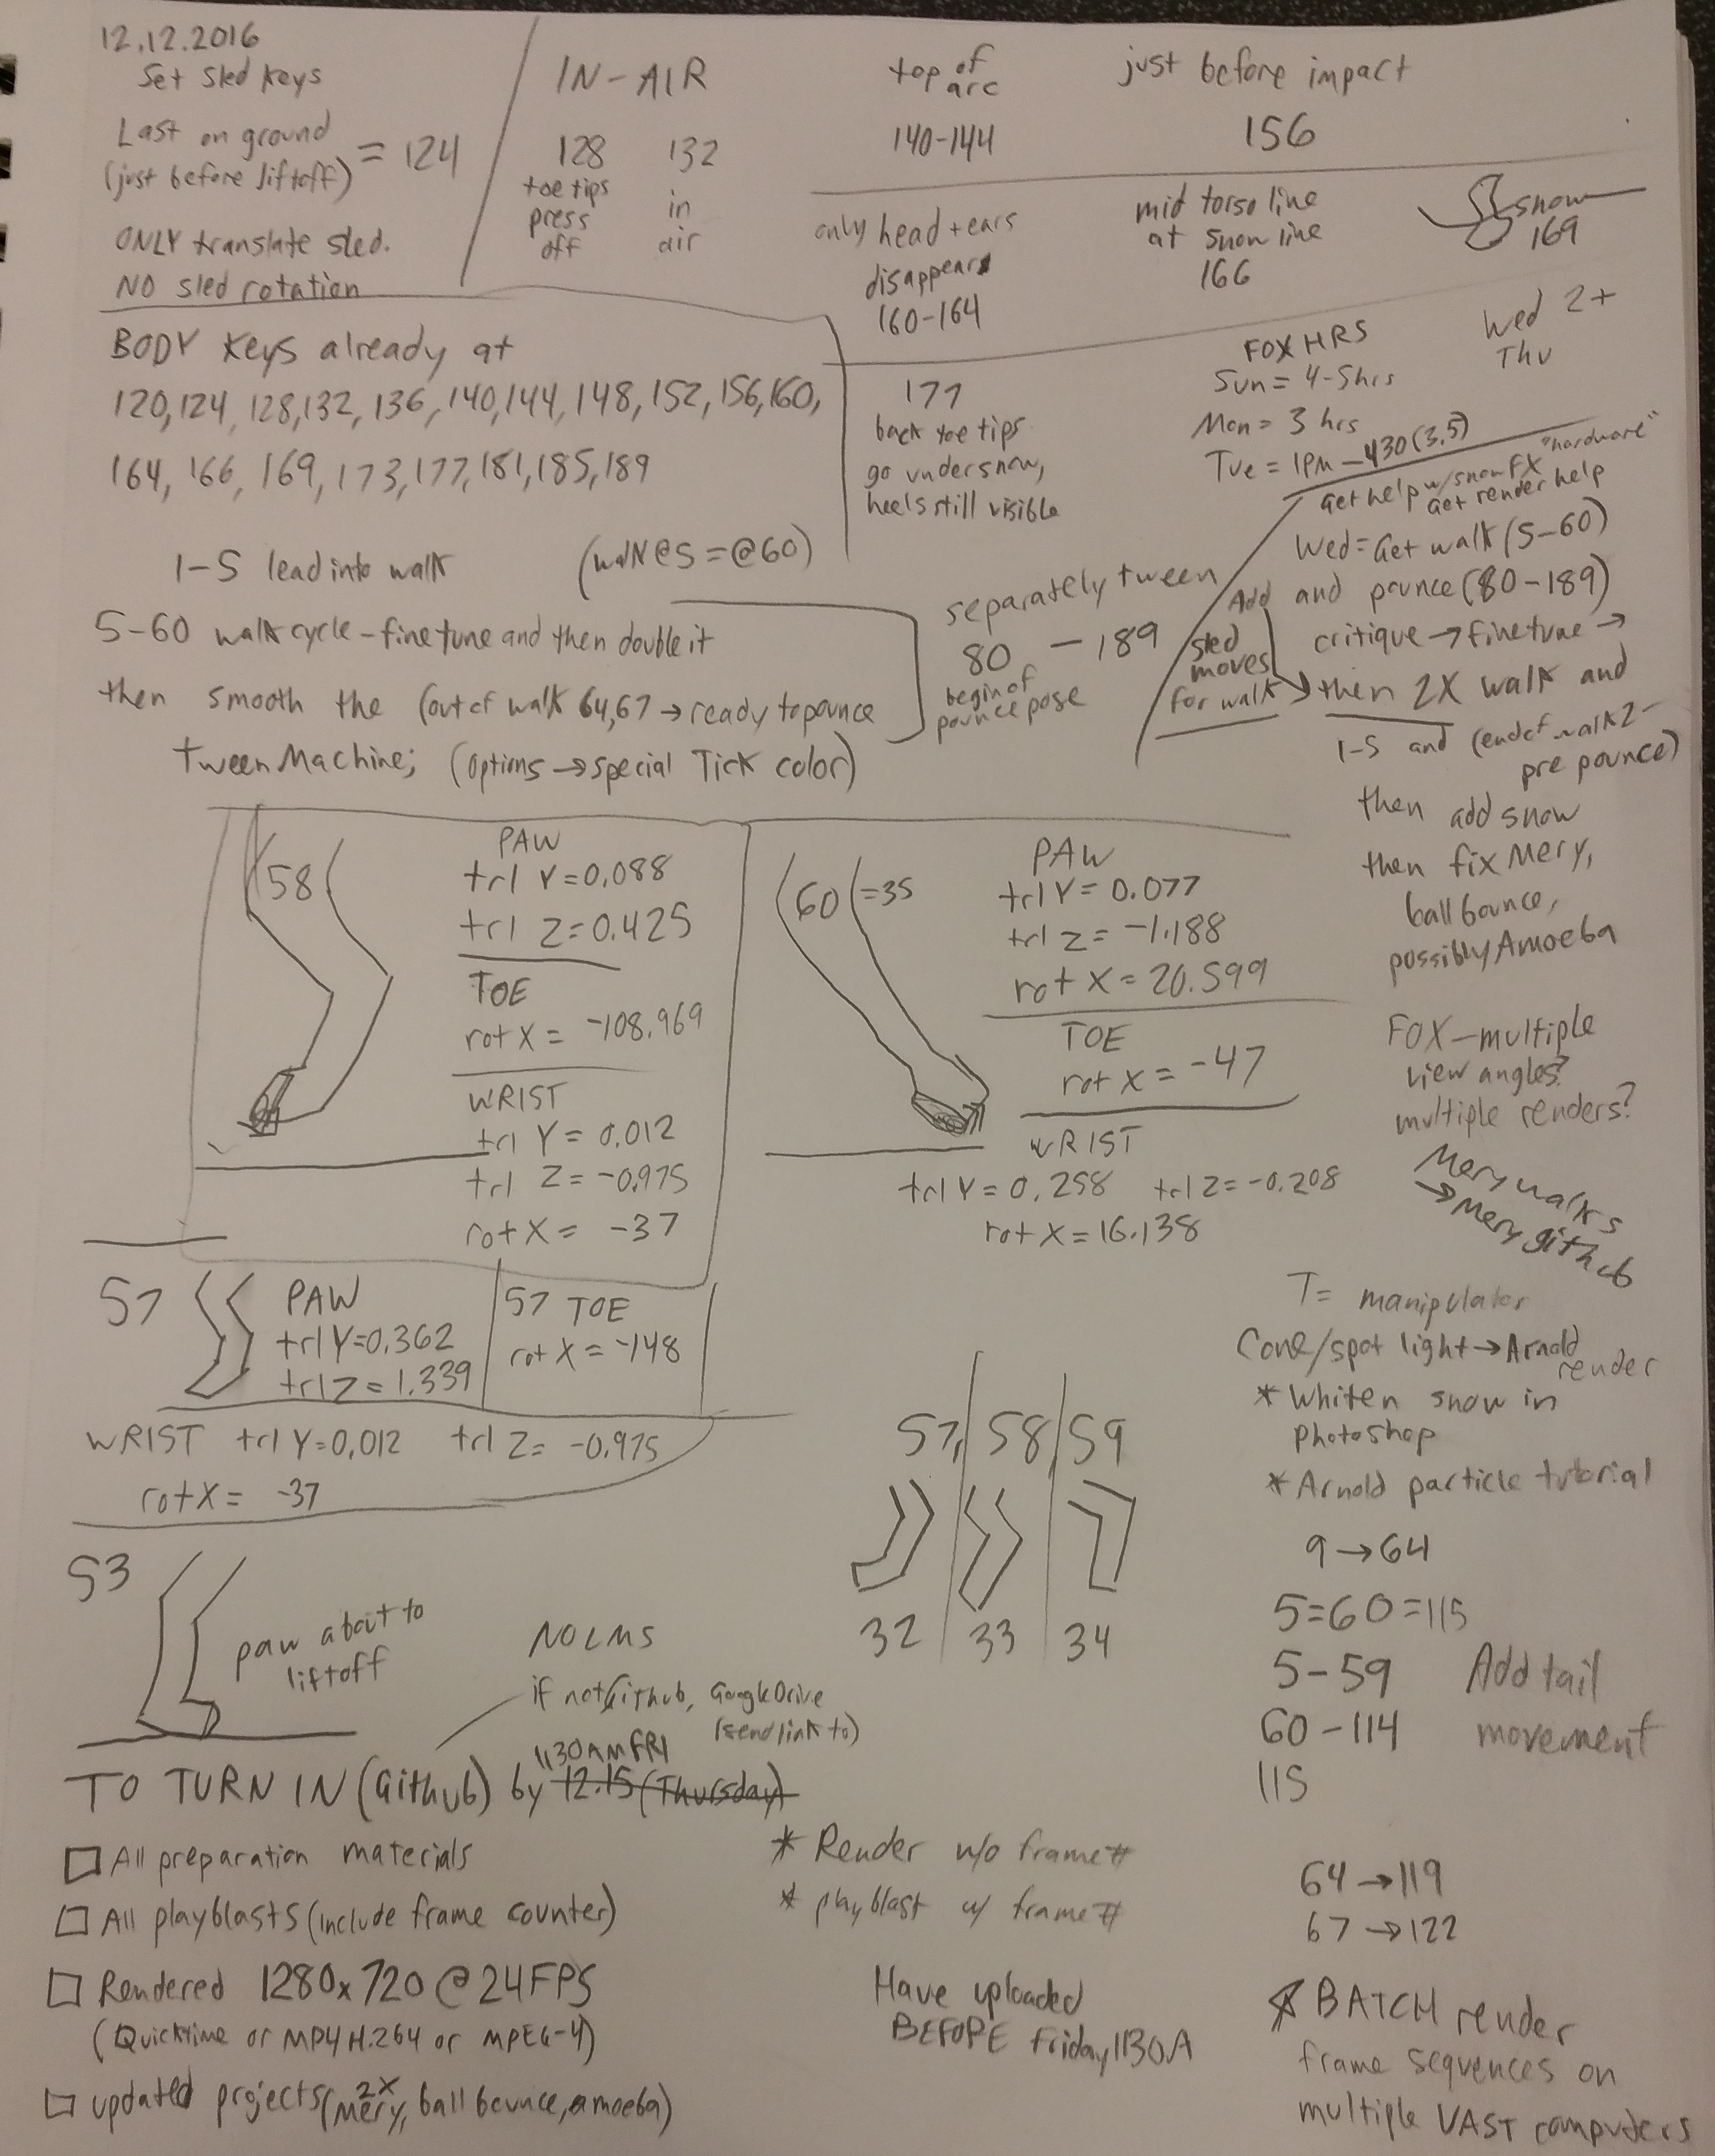 12.12.2016
Set sled keys
Last on ground
(just before liftoff) = 124
ONLY translate sled.
NO sled rotation
IN-AIR
128
toe tips
press
off
132
in
air
top of
arc
140-144
just before impact
156
only head + ears
disappear
160-164
mid torso line
at snow line
166
snow
169
BODY keys already at
120, 124, 128, 132, 136, 140, 144, 148, 152, 156, 160,
164, 166, 169, 173, 177, 181, 185, 189
177
back toe tips
go under snow,
heels still visible
FOX HRS
Sun = 4-5hrs
Mon = 3 hrs
Tue = 1PM-430 (3.5)
Wed 2+
Thu
"hardware"
Get help w/ snow FX
Get render help
Wed = Get walk (5-60)
and pounce (80-189)
critique → finetune →
then 2X walk and
1-5 and (end of walk 2-
pre pounce)
then add snow
then fix Mery,
ball bounce,
possibly Amoeba
Add
sled
moves
for walk
1-5 lead into walk (walk @5 = @60)
5-60 walk cycle - finetune and then double it
then smooth the (out of walk 64,67 → ready to pounce
TweenMachine; (Options → special Tick color)
separately tween
80 - 189
begin of
pounce pose
58
PAW
trl Y = 0.088
trl Z = 0.425
TOE
rot X = -108.969
WRIST
trl Y = 0.012
trl Z = -0.975
rot X = -37
60 = 35
PAW
trl Y = 0.077
trl Z = -1.188
rot X = 20.599
TOE
rot X = -47
WRIST
trl Y = 0.258 trl Z = -0.208
rot X = 16.138
FOX-multiple
view angles?
multiple renders?
Mery walks
→ Mery github
57
PAW
trl Y = 0.362
trl Z = 1.339
57 TOE
rot X = -148
WRIST trl Y = 0.012 trl Z = -0.975
rot X = -37
T = manipulator
Cone/spot light → Arnold
render
* Whiten snow in
Photoshop
* Arnold particle tutorial
57, 58, 59
32 33 34
9 → 64
5 = 60 = 115
5-59
60-114
115
Add tail
movement
64 → 119
67 → 122
53
paw about to
liftoff
NO LMS
if not Github, Google Drive
(send link to)
1130AM FRI
TO TURN IN (Github) by 12.15 (Thursday)
□ All preparation materials
□ All playblasts (include frame counter)
□ Rendered 1280x720 @ 24FPS
(Quicktime or MP4 H.264 or MPEG-4)
□ updated projects (Mery, 2X ball bounce, amoeba)
* Render w/o frame #
* playblast w/ frame #
Have uploaded
BEFORE Friday 1130A
* BATCH render
frame sequences on
multiple VAST computers